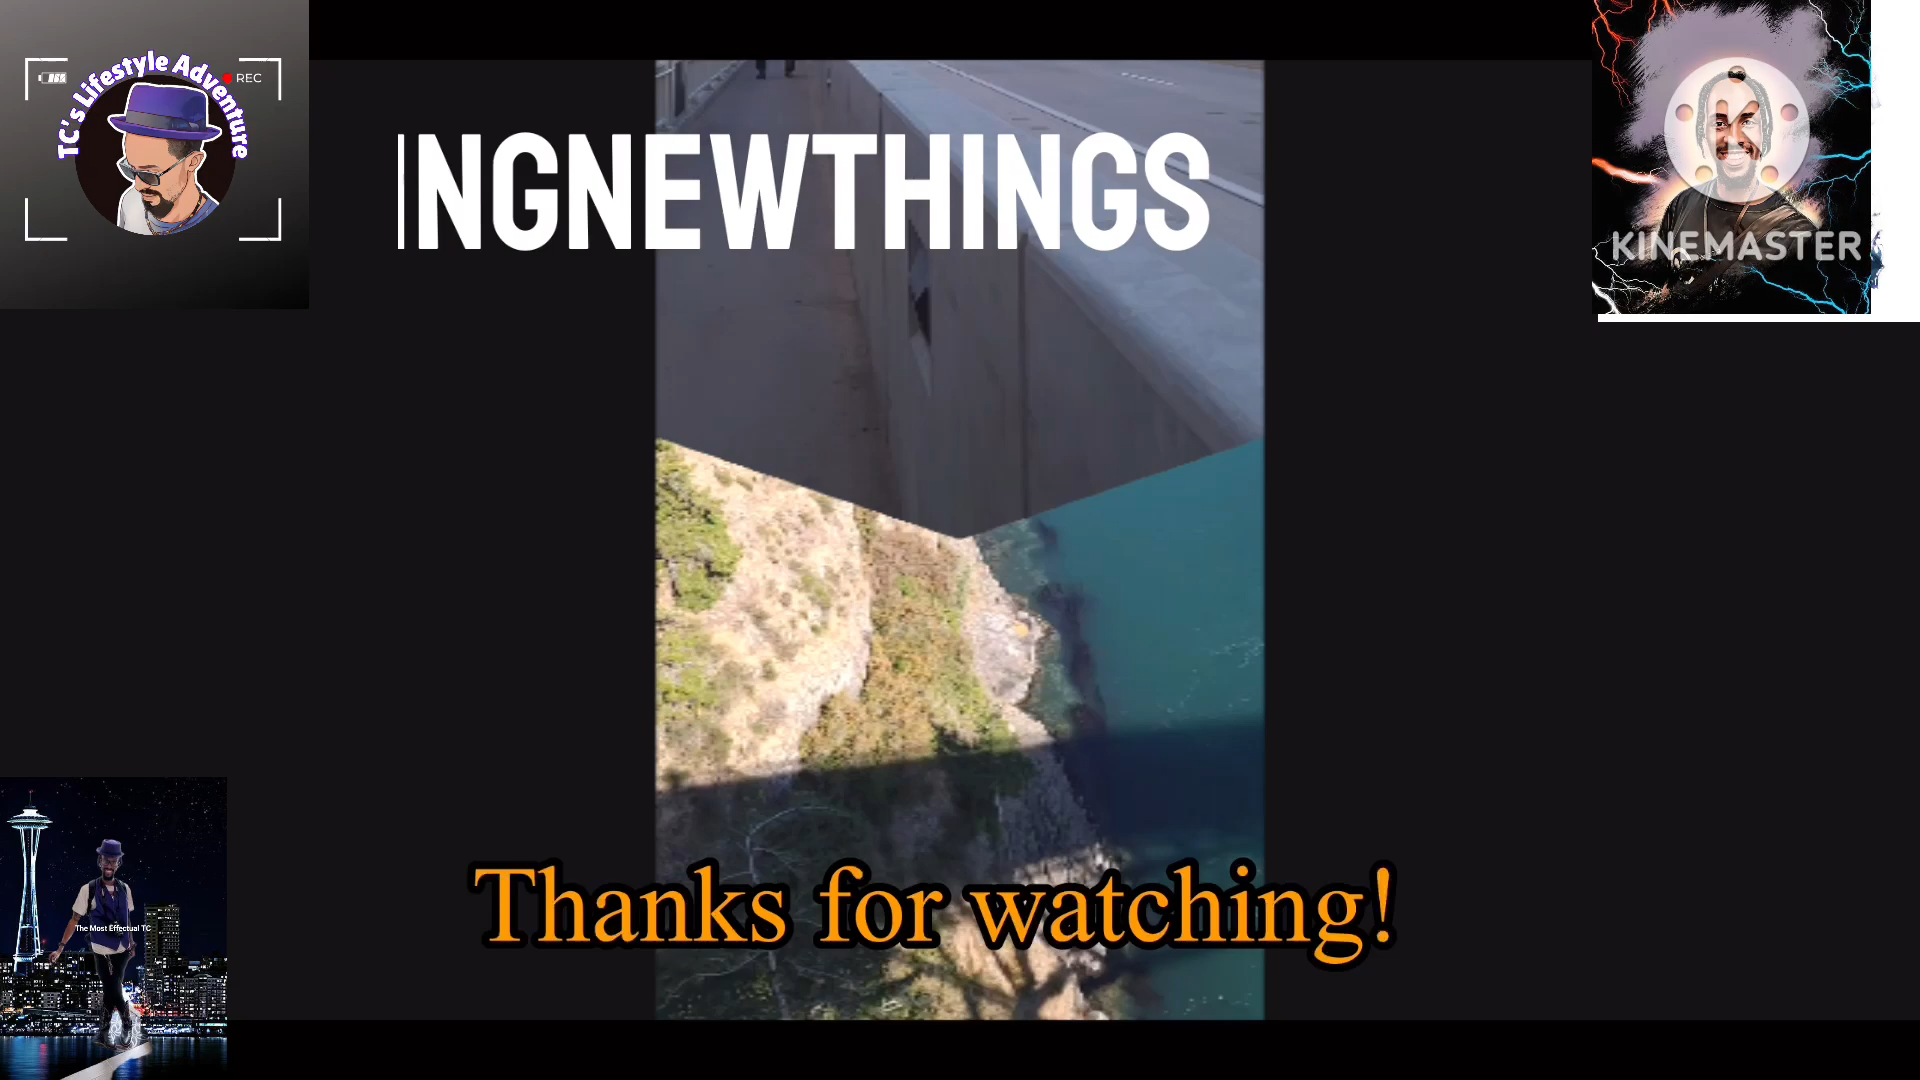 TC's Lifestyle Adventure
REC
NGNEWTHINGS
KINEMASTER
The Most Effectual TC
Thanks for watching!